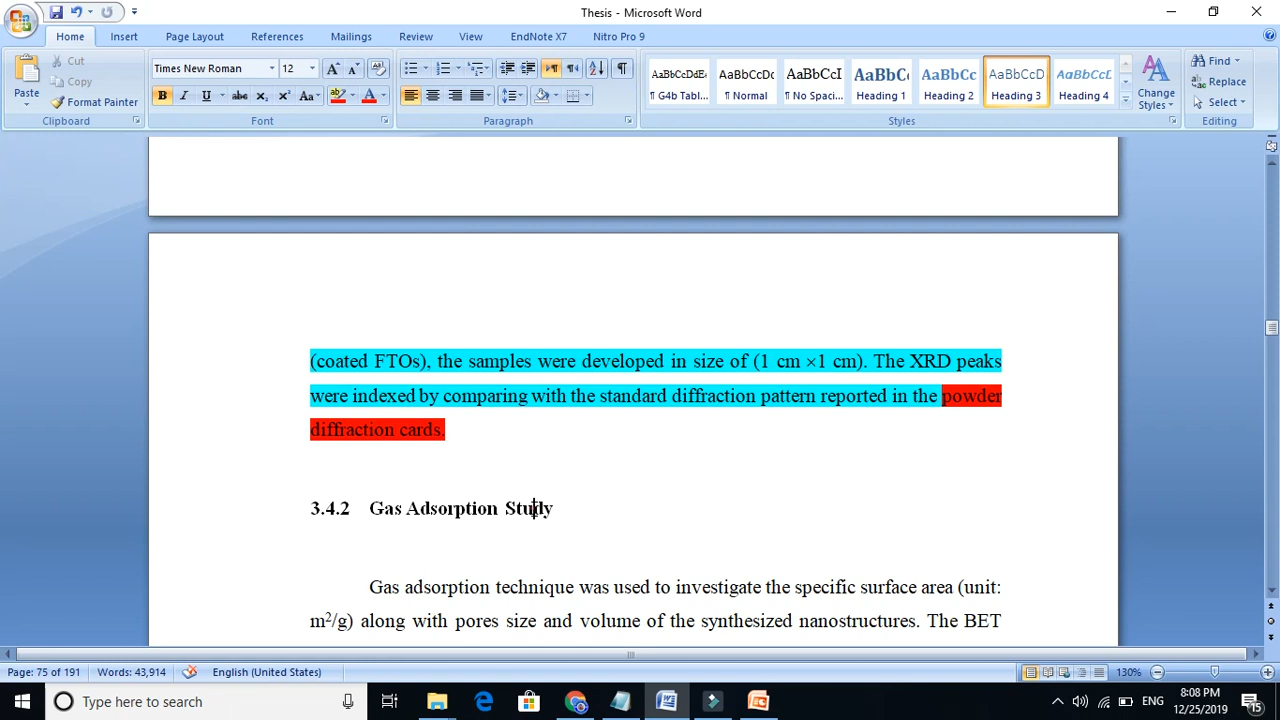 Thesis - Microsoft Word
Home Insert Page Layout References Mailings Review View EndNote X7 Nitro Pro 9
Paste Cut Copy Format Painter
Clipboard
Times New Roman 12
B I U abc x₂ x² Aa A
Font
Paragraph
AaBbCcDdE AaBbCcD. AaBbCcI AaBbC AaBbCc AaBbCcD AaBbCcL
¶ G4b Tabl... ¶ Normal ¶ No Spaci... Heading 1 Heading 2 Heading 3 Heading 4
Change Styles
Styles
Find
Replace
Select
Editing
(coated FTOs), the samples were developed in size of (1 cm ×1 cm). The XRD peaks
were indexed by comparing with the standard diffraction pattern reported in the powder
diffraction cards.
3.4.2 Gas Adsorption Study
Gas adsorption technique was used to investigate the specific surface area (unit:
m²/g) along with pores size and volume of the synthesized nanostructures. The BET
Page: 75 of 191 Words: 43,914 English (United States) 130%
Type here to search ENG 8:08 PM 12/25/2019 15